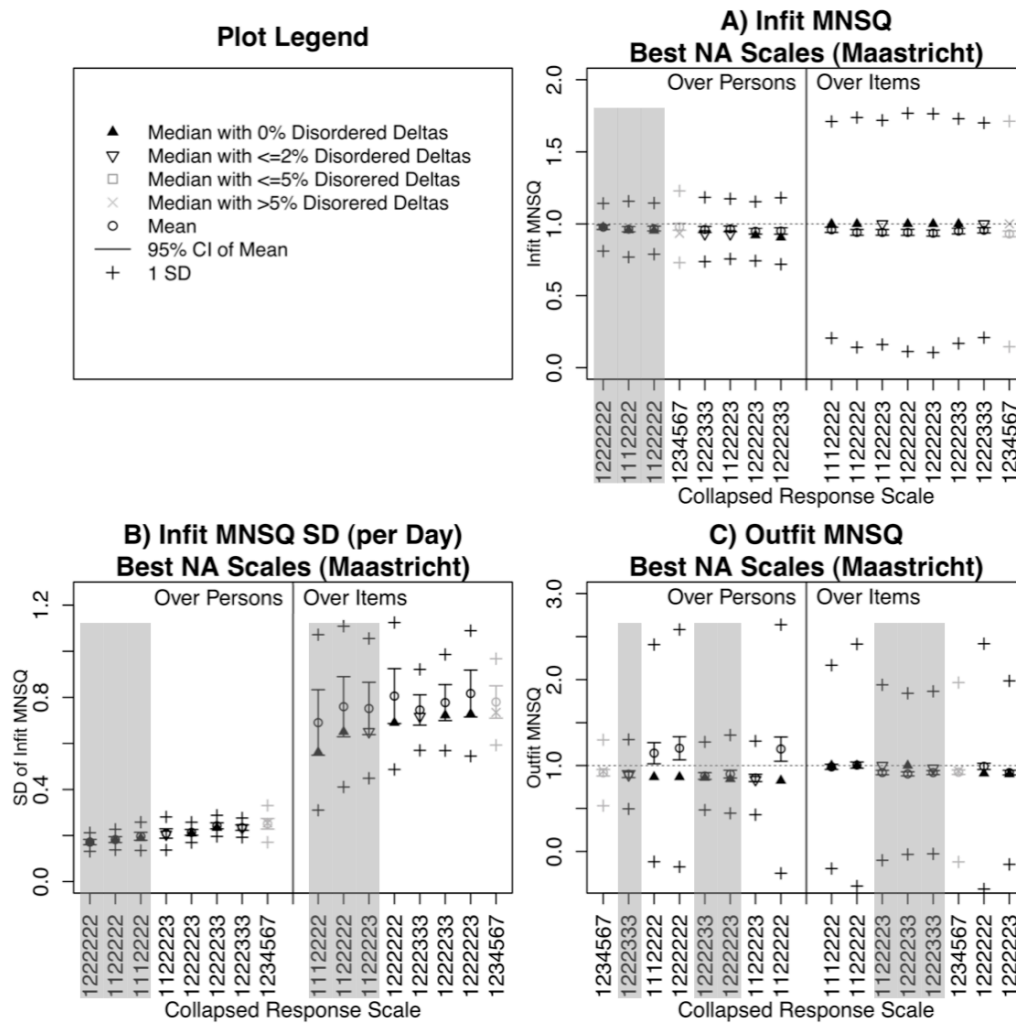 Plot Legend
Median with 0% Disordered Deltas
Median with <=2% Disordered Deltas
Median with <=5% Disorered Deltas
Median with >5% Disorered Deltas
Mean
95% CI of Mean
1 SD
A) Infit MNSQ
Best NA Scales (Maastricht)
Over Persons
Over Items
Infit MNSQ
2.0
1.5
1.0
0.5
0.0
1222222 1112222 1122222 1234567 1222333 1122223 1222223 1222233
1112222 1122222 1122223 1222222 1222223 1222233 1222333 1234567
Collapsed Response Scale
B) Infit MNSQ SD (per Day)
Best NA Scales (Maastricht)
Over Persons
Over Items
SD of Infit MNSQ
1.2
0.8
0.4
0.0
1222222 1122222 1112222 1122223 1222333 1234567
1112222 1122222 1222222 1222333 1122223 1222223 1234567
Collapsed Response Scale
C) Outfit MNSQ
Best NA Scales (Maastricht)
Over Persons
Over Items
Outfit MNSQ
3.0
2.0
1.0
0.0
1234567 1222333 1112222 1122222 1222233 1222223 1222222
1112222 1122222 1222223 1222233 1222333 1234567 1222222 1122223
Collapsed Response Scale